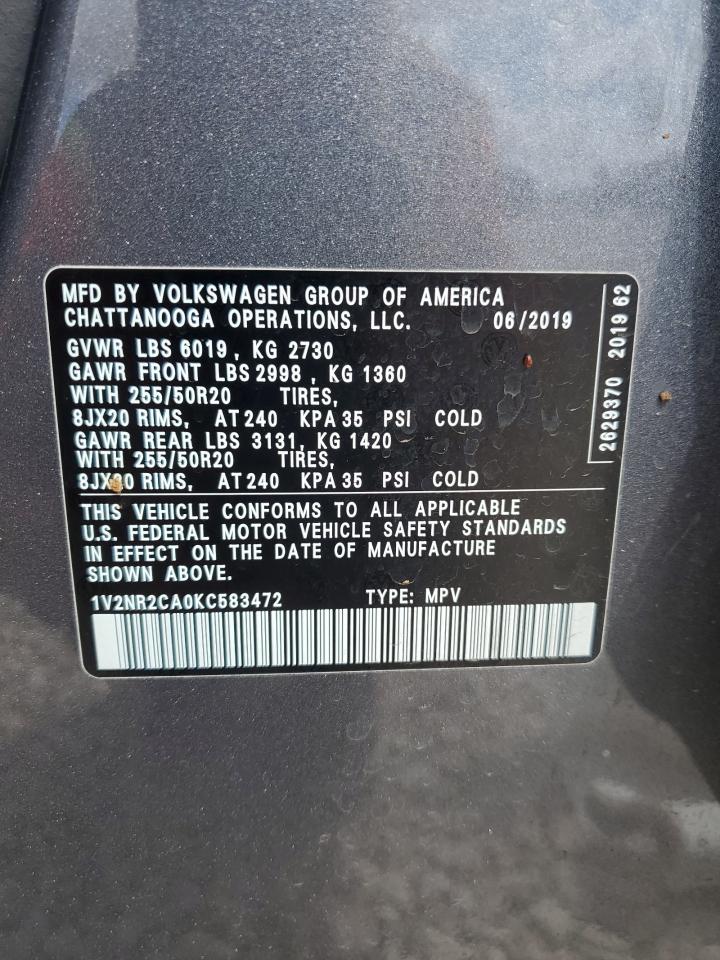 MFD BY VOLKSWAGEN GROUP OF AMERICA
CHATTANOOGA OPERATIONS, LLC. 06/2019
GVWR LBS 6019, KG 2730
GAWR FRONT LBS 2998, KG 1360
WITH 255/50R20 TIRES,
8JX20 RIMS, AT 240 KPA 35 PSI COLD
GAWR REAR LBS 3131, KG 1420
WITH 255/50R20 TIRES,
8JX20 RIMS, AT 240 KPA 35 PSI COLD
THIS VEHICLE CONFORMS TO ALL APPLICABLE
U.S. FEDERAL MOTOR VEHICLE SAFETY STANDARDS
IN EFFECT ON THE DATE OF MANUFACTURE
SHOWN ABOVE.
1V2NR2CA0KC583472 TYPE: MPV
2629370 2019 62